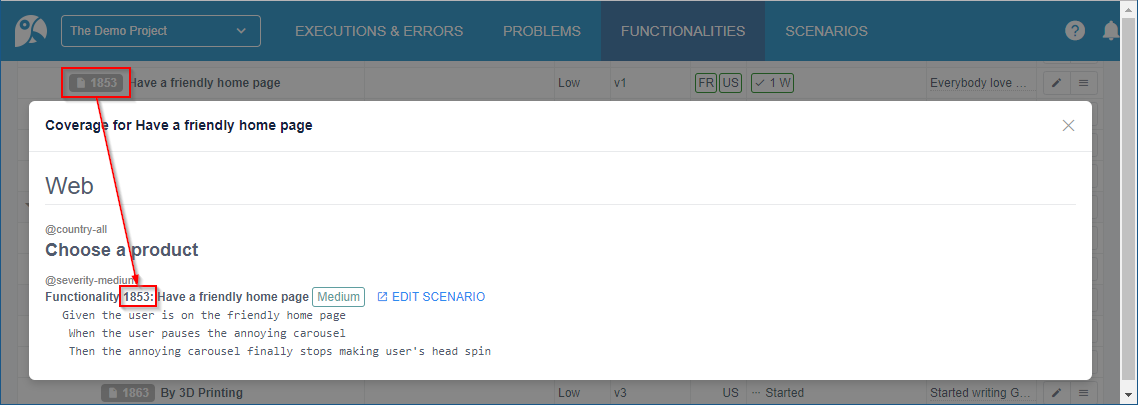 The Demo Project
EXECUTIONS & ERRORS PROBLEMS FUNCTIONALITIES SCENARIOS
1853 Have a friendly home page Low v1 FR US 1 W Everybody love ...
Coverage for Have a friendly home page
Web
@country-all
Choose a product
@severity-medium
Functionality 1853: Have a friendly home page Medium EDIT SCENARIO
Given the user is on the friendly home page
When the user pauses the annoying carousel
Then the annoying carousel finally stops making user's head spin
1863 By 3D Printing Low v3 US ··· Started Started writing G...